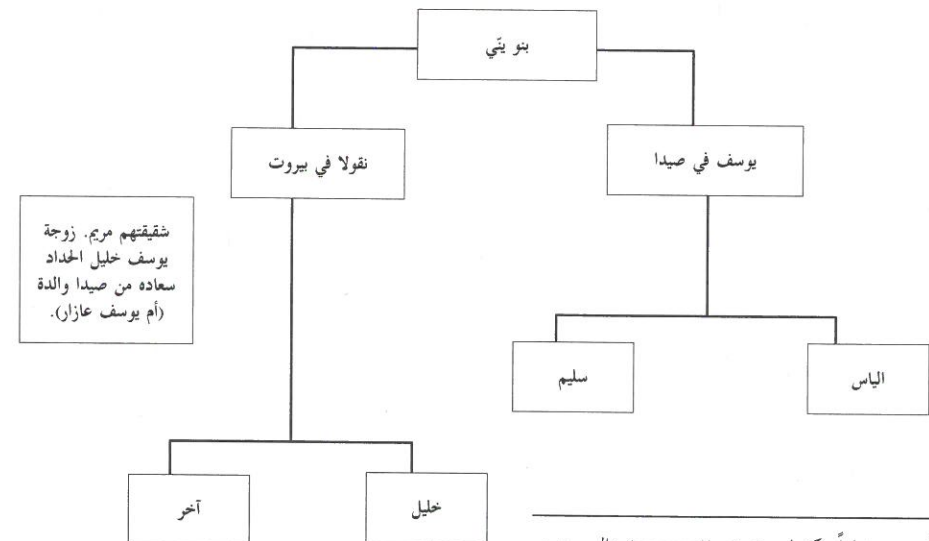 بنو ينّي
يوسف في صيدا
نقولا في بيروت
شقيقتهم مريم. زوجة
يوسف خليل الحداد
سعاده من صيدا والدة
(أم يوسف عازار).
الياس
سليم
خليل
آخر